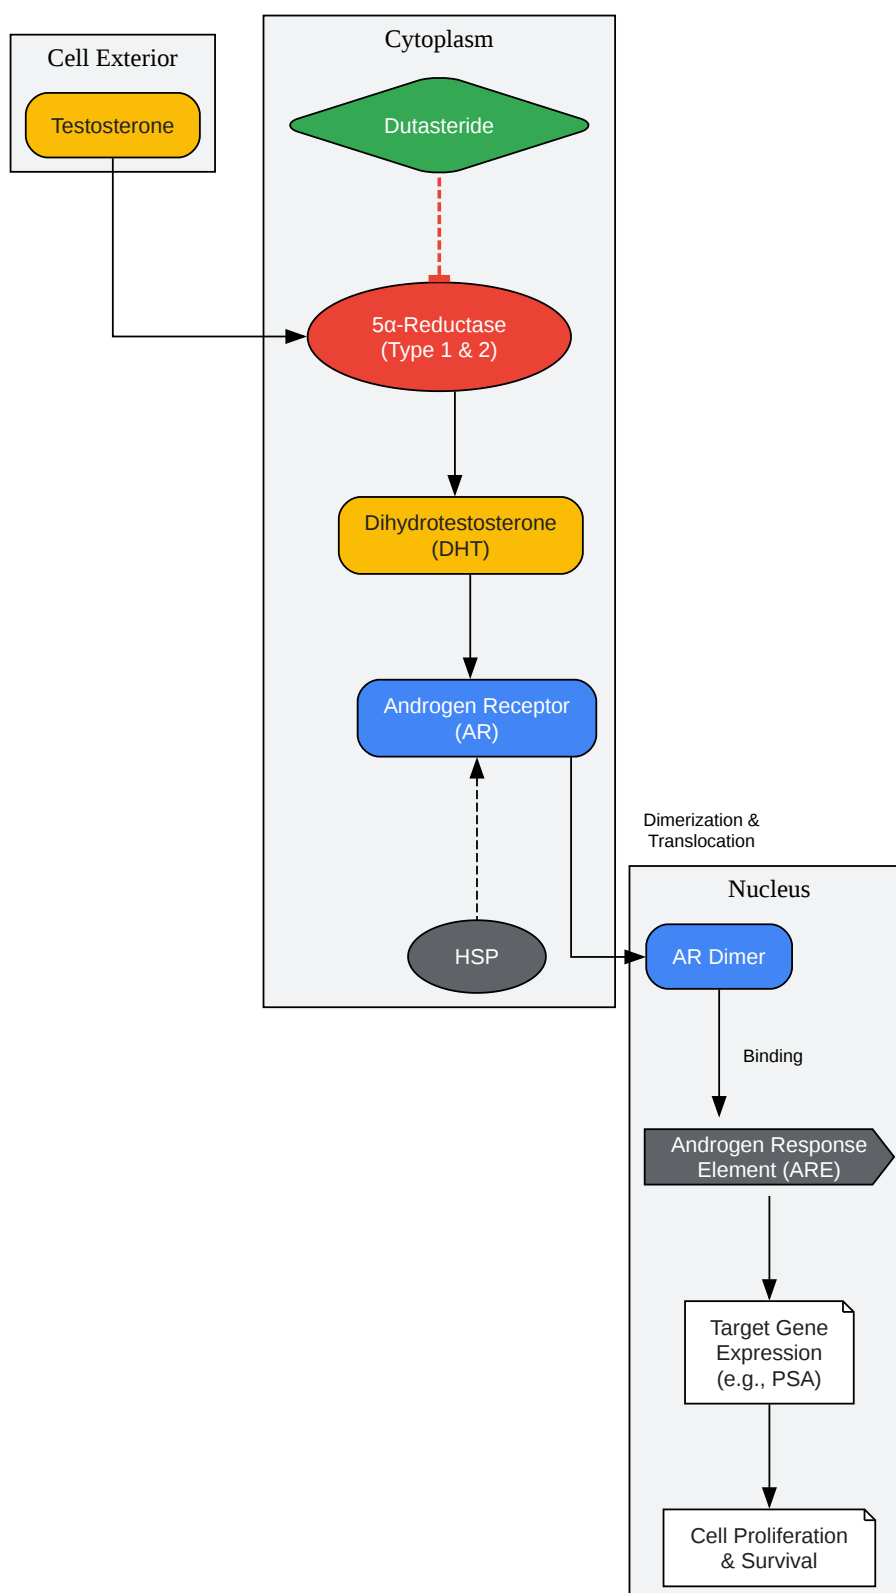 Cell Exterior
Testosterone
Cytoplasm
Dutasteride
5α-Reductase
(Type 1 & 2)
Dihydrotestosterone
(DHT)
Androgen Receptor
(AR)
HSP
Dimerization &
Translocation
Nucleus
AR Dimer
Binding
Androgen Response
Element (ARE)
Target Gene
Expression
(e.g., PSA)
Cell Proliferation
& Survival